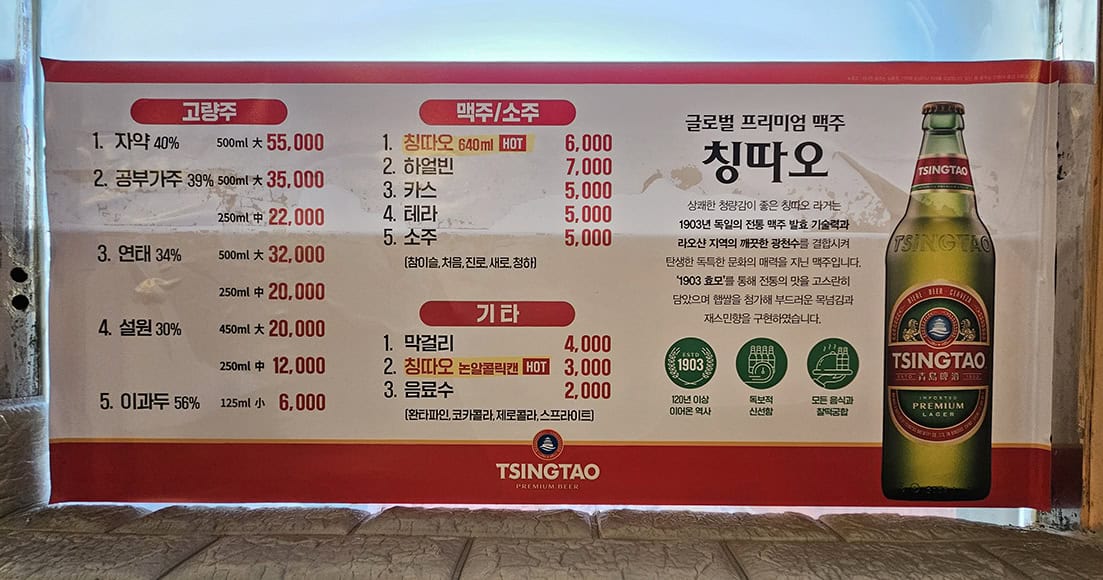 고량주
1. 자약 40% 500ml 大 55,000
2. 공부가주 39% 500ml 大 35,000
250ml 中 22,000
3. 연태 34% 500ml 大 32,000
250ml 中 20,000
4. 설원 30% 450ml 大 20,000
250ml 中 12,000
5. 이과두 56% 125ml 小 6,000
맥주/소주
1. 칭따오 640ml HOT 6,000
2. 하얼빈 7,000
3. 카스 5,000
4. 테라 5,000
5. 소주 5,000
(참이슬, 처음, 진로, 새로, 청하)
기타
1. 막걸리 4,000
2. 칭따오 논알콜릭캔 HOT 3,000
3. 음료수 2,000
(환타파인, 코카콜라, 제로콜라, 스프라이트)
글로벌 프리미엄 맥주
칭따오
상쾌한 청량감이 좋은 칭따오 라거는
1903년 독일의 전통 맥주 발효 기술력과
라오산 지역의 깨끗한 광천수를 결합시켜
탄생한 독특한 문화의 매력을 지닌 맥주입니다.
'1903 효모'를 통해 전통의 맛을 고스란히
담았으며 햅쌀을 첨가해 부드러운 목넘김과
재스민향을 구현하였습니다.
ESTD
1903
120년 이상
이어온 역사
독보적
신선함
모든 음식과
찰떡궁합
TSINGTAO
PREMIUM BEER
TSINGTAO
TSINGTAO
BIERE · BEER · CERVEZA
TSINGTAO
ESTD. 青島啤酒 1903
IMPORTED
PREMIUM
LAGER